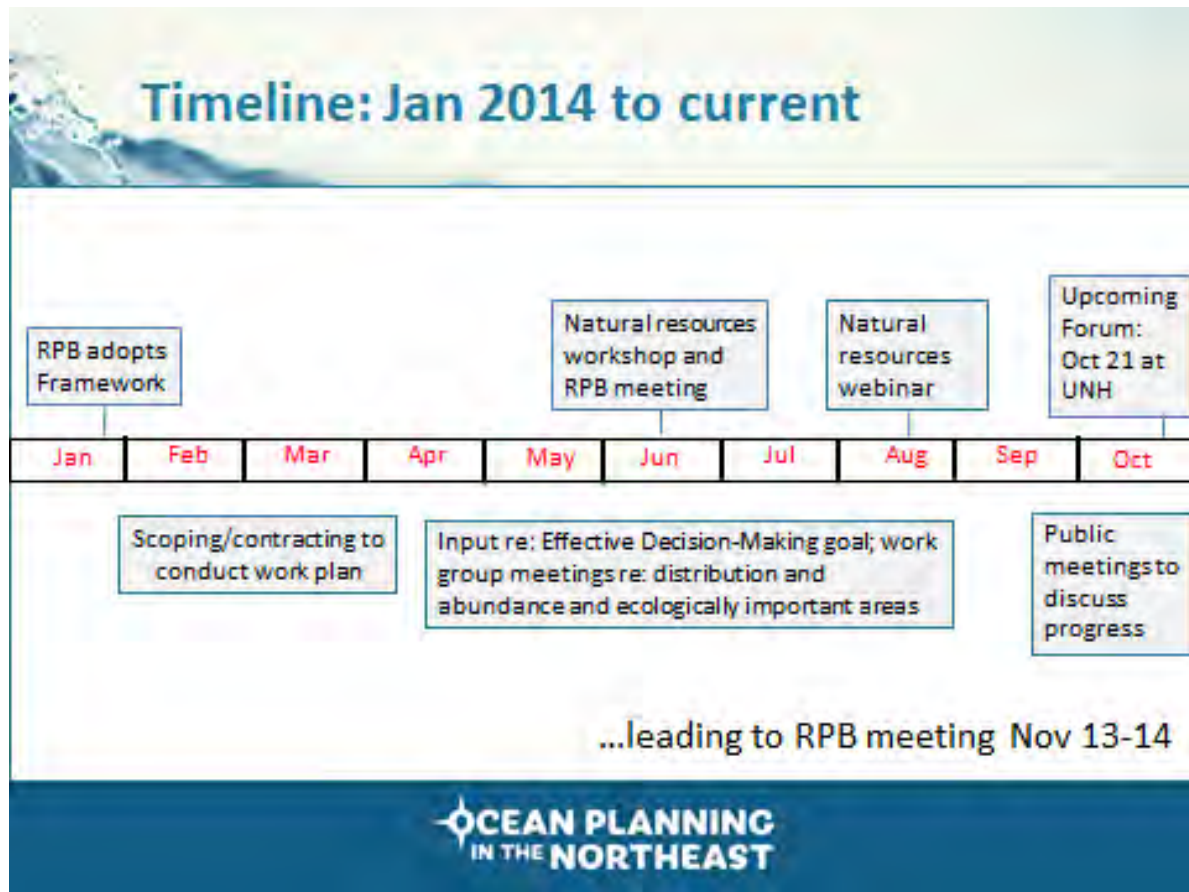 Timeline: Jan 2014 to current
RPB adopts
Framework
Natural resources
workshop and
RPB meeting
Natural
resources
webinar
Upcoming
Forum:
Oct 21 at
UNH
Jan Feb Mar Apr May Jun Jul Aug Sep Oct
Scoping/contracting to
conduct work plan
Input re: Effective Decision-Making goal; work
group meetings re: distribution and
abundance and ecologically important areas
Public
meetings to
discuss
progress
...leading to RPB meeting Nov 13-14
OCEAN PLANNING
IN THE NORTHEAST